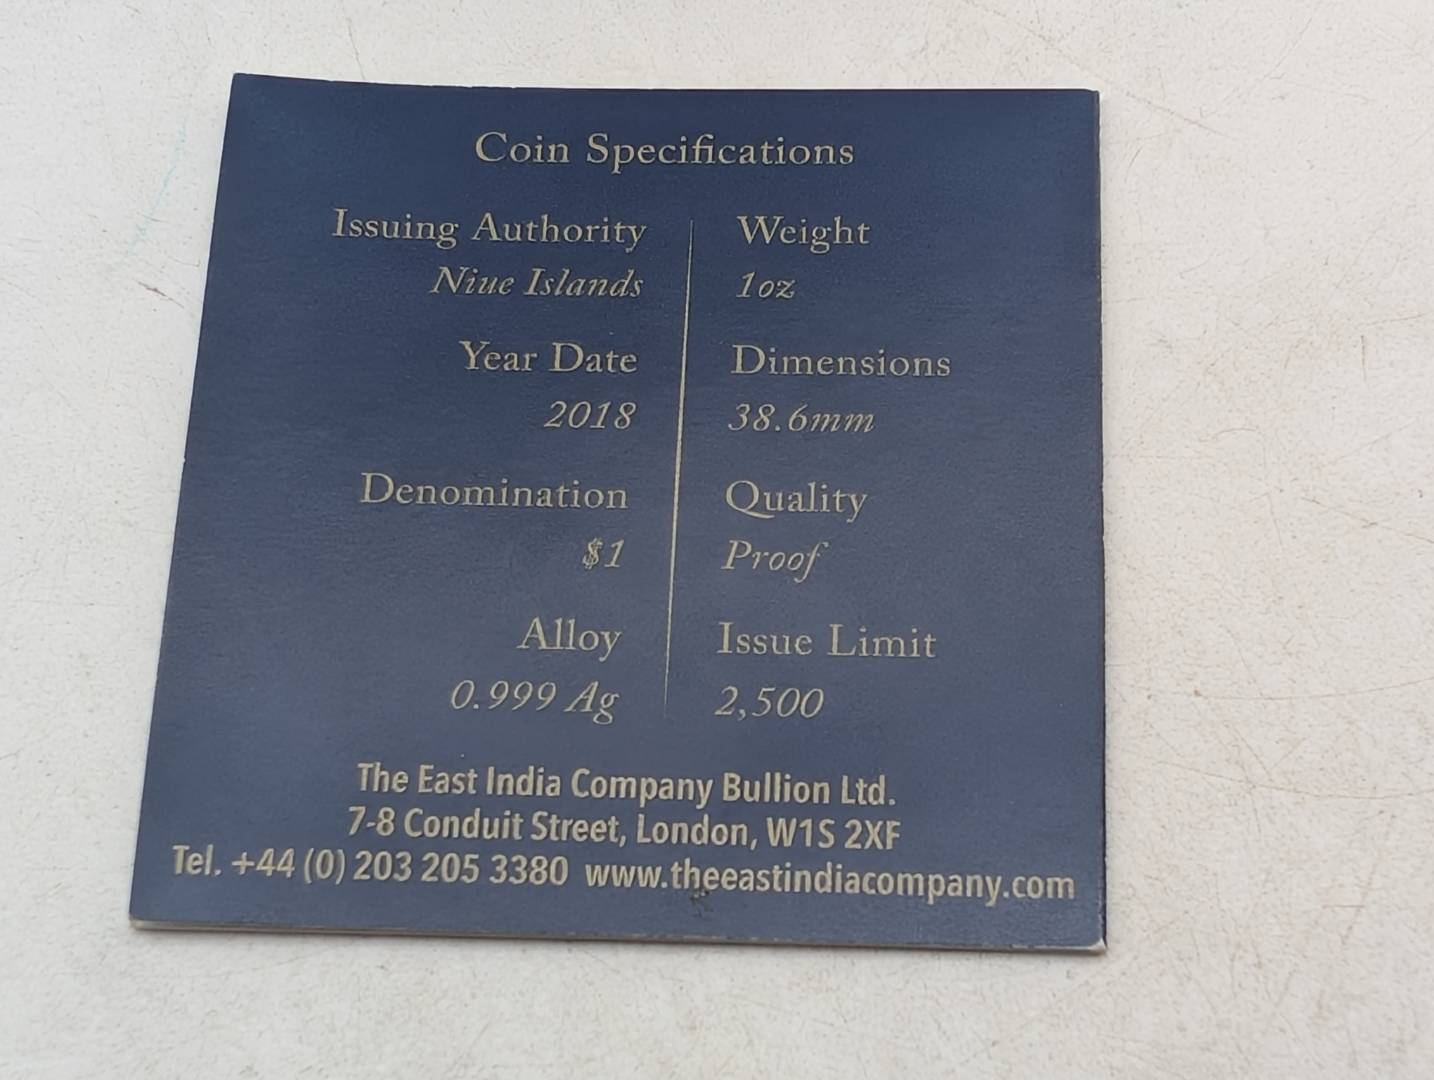 Coin Specifications
Issuing Authority
Niue Islands
Year Date
2018
Denomination
$1
Alloy
0.999 Ag
Weight
1oz
Dimensions
38.6mm
Quality
Proof
Issue Limit
2,500
The East India Company Bullion Ltd.
7-8 Conduit Street, London, W1S 2XF
Tel. +44 (0) 203 205 3380 www.theeastindiacompany.com